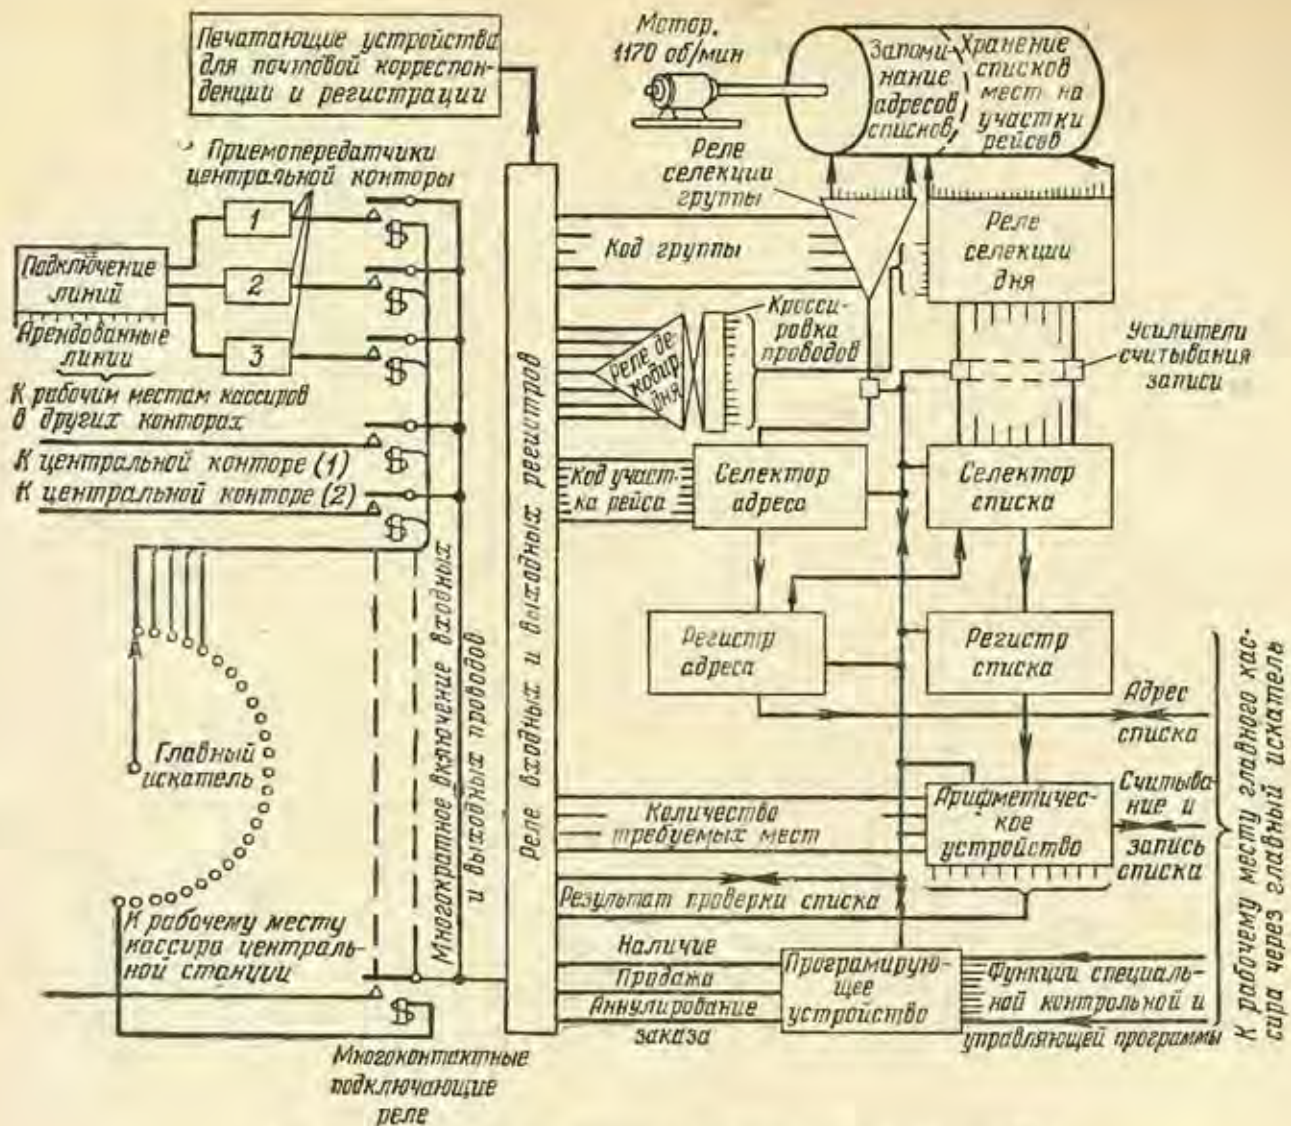 Печатающие устройства
для почтовой корреспон-
денции и регистрации
Мотор,
1170 об/мин
Запоми-
нание
адресов
списков
Хранение
списков
мест на
участки
рейсов
Приемопередатчики
центральной конторы
1
2
3
Подключение
линий
Арендованные
линии
К рабочим местам кассиров
в других конторах
К центральной конторе (1)
К центральной конторе (2)
Реле
селекции
группы
Код группы
Реле
селекции
дня
Кроссировка
проводов
Реле де-
кодир.
дня
Усилители
считывания
записи
Код участ-
ка рейса
Селектор
адреса
Селектор
списка
Регистр
адреса
Регистр
списка
Адрес
списка
Главный
искатель
Многократное включение входных
и выходных проводов
Реле входных и выходных регистров
Количество
требуемых мест
Арифметичес-
кое
устройство
Считыва-
ние и
запись
списка
Результат проверки списка
К рабочему месту
кассира централь-
ной станции
Наличие
Продажа
Аннулирование
заказа
Програмирую-
щее
устройство
Функции специаль-
ной контрольной и
управляющей программы
К рабочему месту главного кас-
сира через главный искатель
Многоконтактные
подключающие
реле